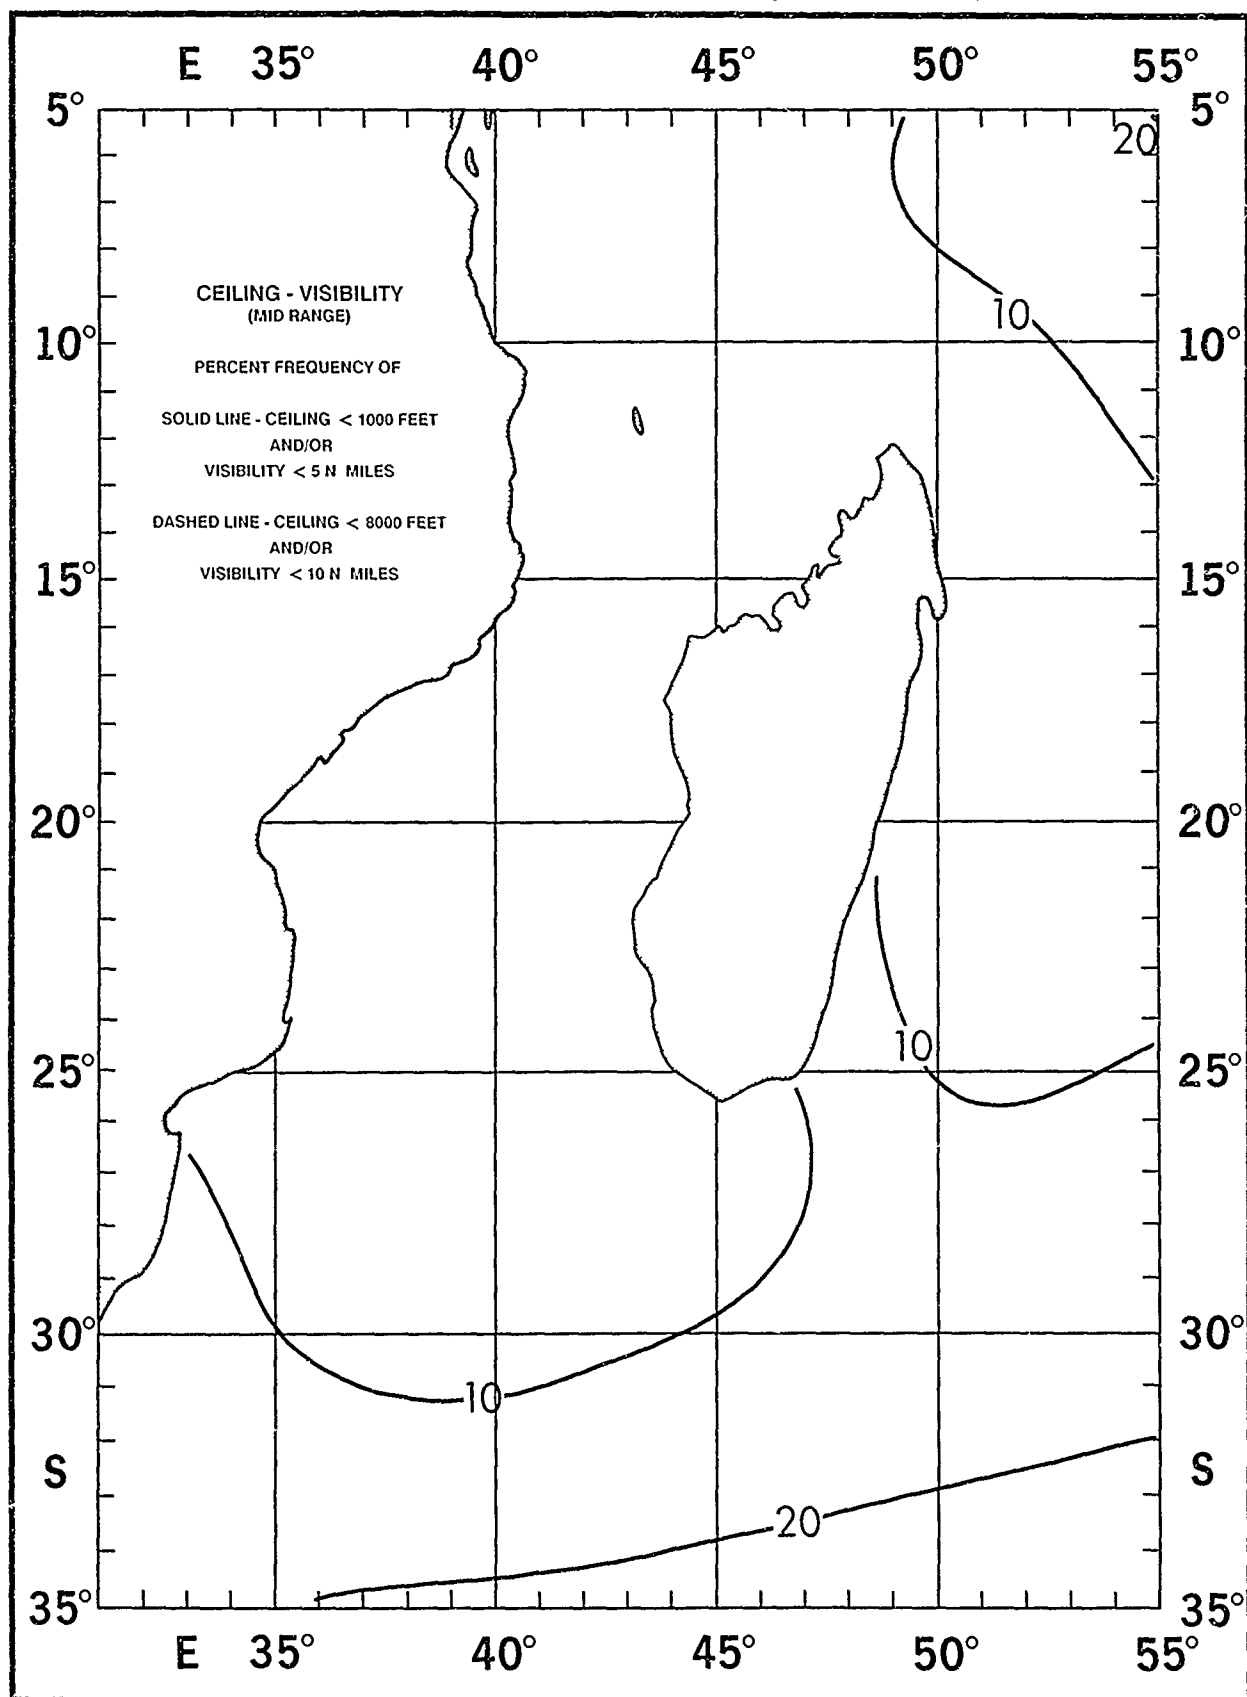 E 35° 40° 45° 50° 55°
5° 5°
20
CEILING - VISIBILITY
(MID RANGE)
10
10° 10°
PERCENT FREQUENCY OF
SOLID LINE - CEILING < 1000 FEET
AND/OR
VISIBILITY < 5 N MILES
DASHED LINE - CEILING < 8000 FEET
AND/OR
VISIBILITY < 10 N MILES
15° 15°
20° 20°
10
25° 25°
30° 30°
10
S S
20
35° 35°
E 35° 40° 45° 50° 55°